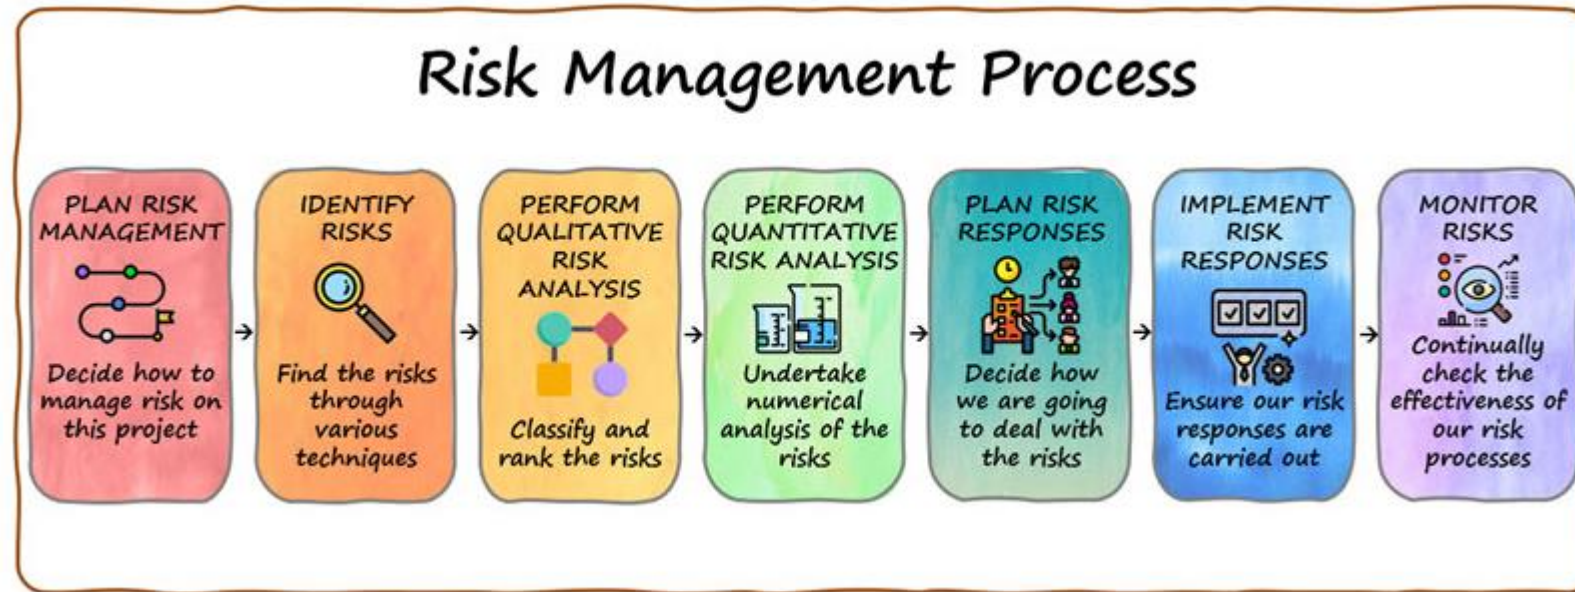 Risk Management Process
PLAN RISK
MANAGEMENT
Decide how to
manage risk on
this project
IDENTIFY
RISKS
Find the risks
through
various
techniques
PERFORM
QUALITATIVE
RISK
ANALYSIS
Classify and
rank the risks
PERFORM
QUANTITATIVE
RISK ANALYSIS
Undertake
numerical
analysis of the
risks
PLAN RISK
RESPONSES
Decide how
we are going
to deal with
the risks
IMPLEMENT
RISK
RESPONSES
Ensure our risk
responses are
carried out
MONITOR
RISKS
Continually
check the
effectiveness of
our risk
processes